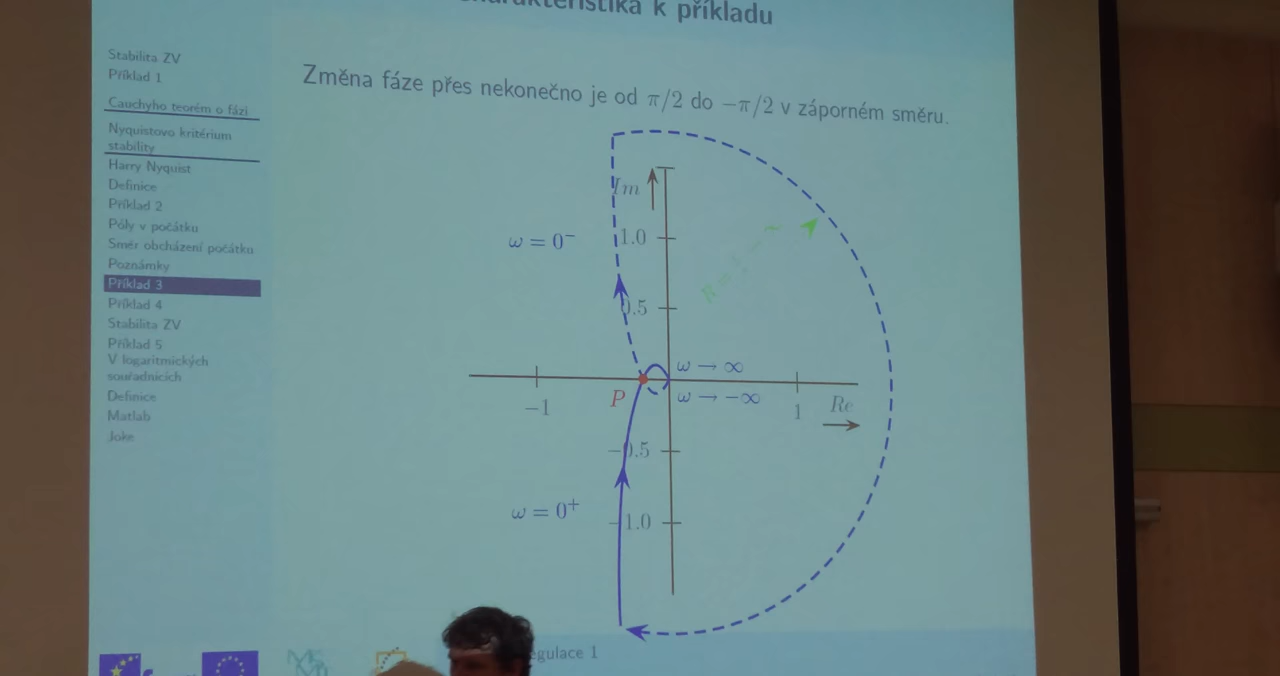 k příkladu
Stabilita ZV
Příklad 1
Cauchyho teorém o fázi
Nyquistovo kritérium
stability
Harry Nyquist
Definice
Příklad 2
Póly v počátku
Směr obcházení počátku
Poznámky
Příklad 3
Příklad 4
Stabilita ZV
Příklad 5
V logaritmických
souřadnicích
Definice
Matlab
Joke
Změna fáze přes nekonečno je od π/2 do −π/2 v záporném směru.
Im
1.0
ω = 0⁻
0.5
ω → ∞
P
ω → −∞
−1
1
Re
−0.5
ω = 0⁺
−1.0
egulace 1